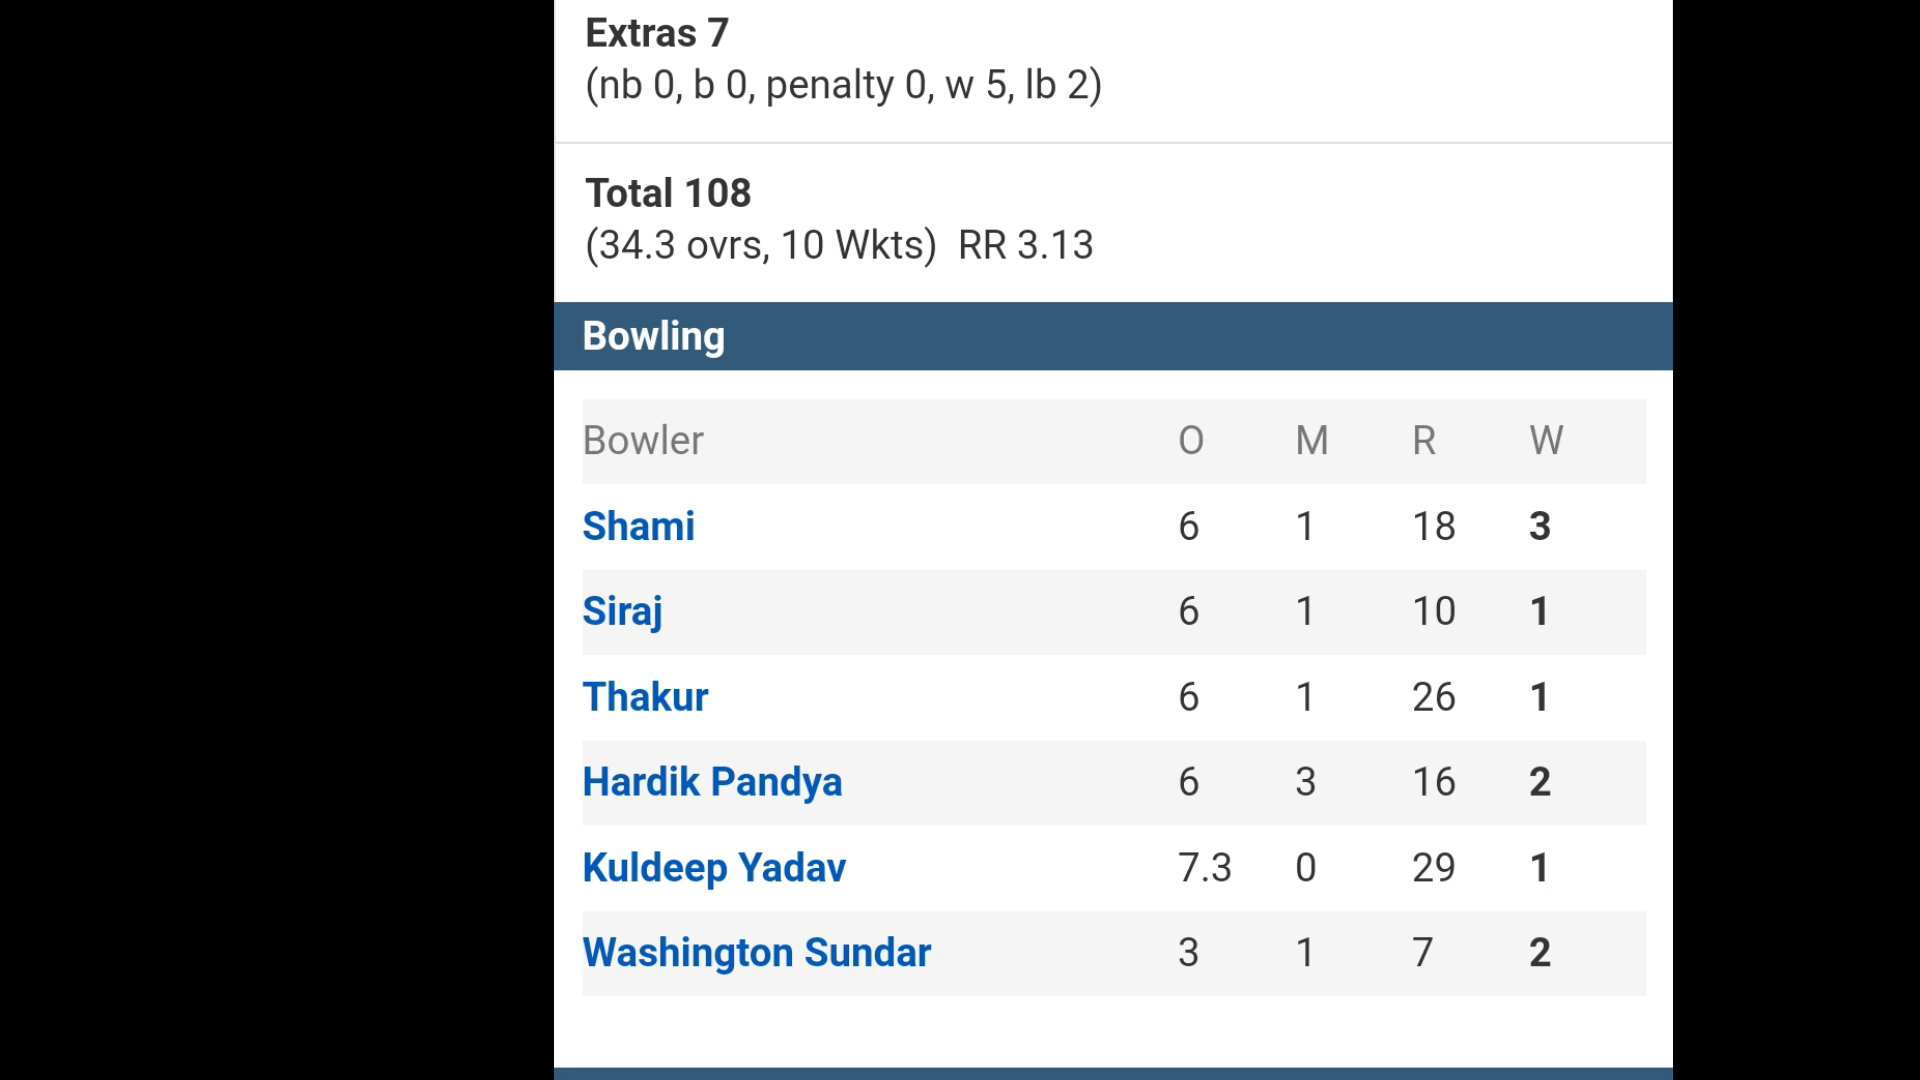 Extras 7
(nb 0, b 0, penalty 0, w 5, lb 2)
Total 108
(34.3 ovrs, 10 Wkts) RR 3.13
Bowling
Bowler O M R W
Shami 6 1 18 3
Siraj 6 1 10 1
Thakur 6 1 26 1
Hardik Pandya 6 3 16 2
Kuldeep Yadav 7.3 0 29 1
Washington Sundar 3 1 7 2